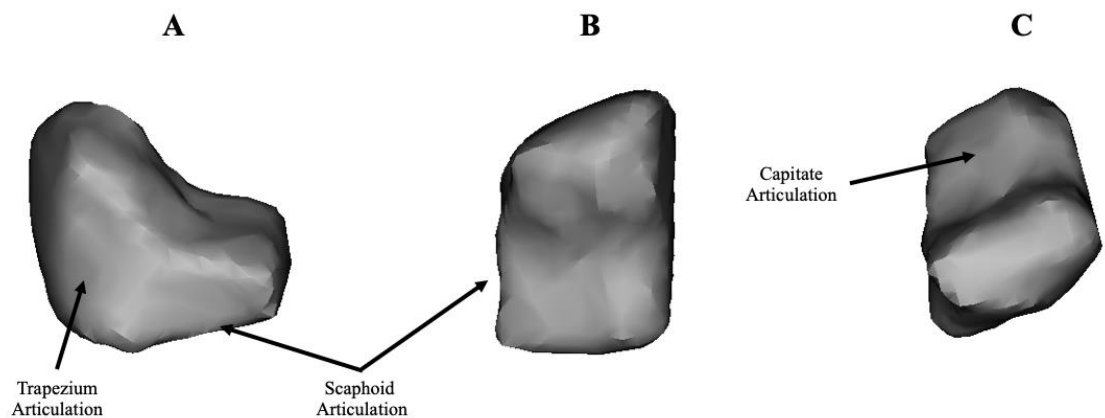 A
B
C
Capitate
Articulation
Trapezium
Articulation
Scaphoid
Articulation